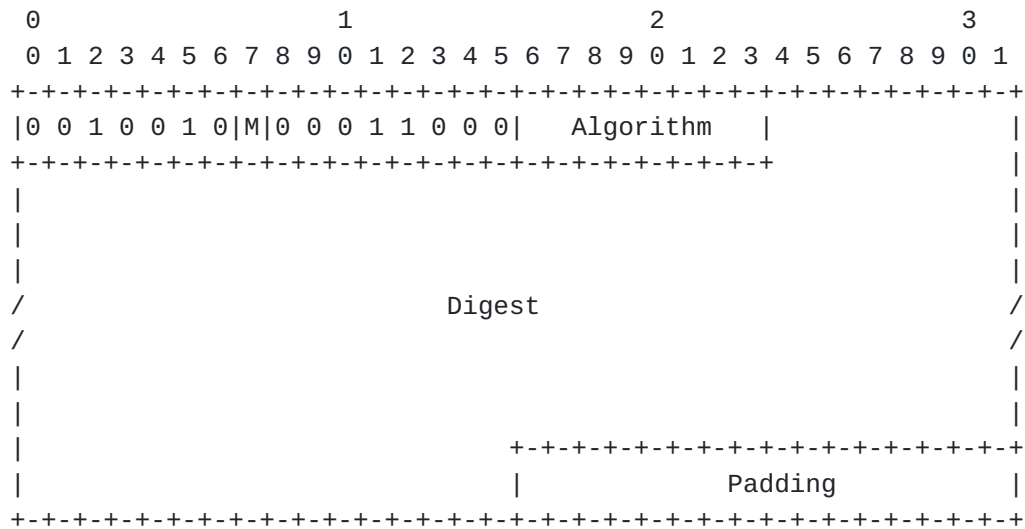 0                   1                   2                   3
 0 1 2 3 4 5 6 7 8 9 0 1 2 3 4 5 6 7 8 9 0 1 2 3 4 5 6 7 8 9 0 1
+-+-+-+-+-+-+-+-+-+-+-+-+-+-+-+-+-+-+-+-+-+-+-+-+-+-+-+-+-+-+-+-+
|0 0 1 0 0 1 0|M|0 0 0 1 1 0 0 0|   Algorithm   |               |
+-+-+-+-+-+-+-+-+-+-+-+-+-+-+-+-+-+-+-+-+-+-+-+-+               |
|                                                               |
|                                                               |
|                                                               |
/                           Digest                              /
/                                                               /
|                                                               |
|                                                               |
|                               +-+-+-+-+-+-+-+-+-+-+-+-+-+-+-+-+
|                               |             Padding           |
+-+-+-+-+-+-+-+-+-+-+-+-+-+-+-+-+-+-+-+-+-+-+-+-+-+-+-+-+-+-+-+-+